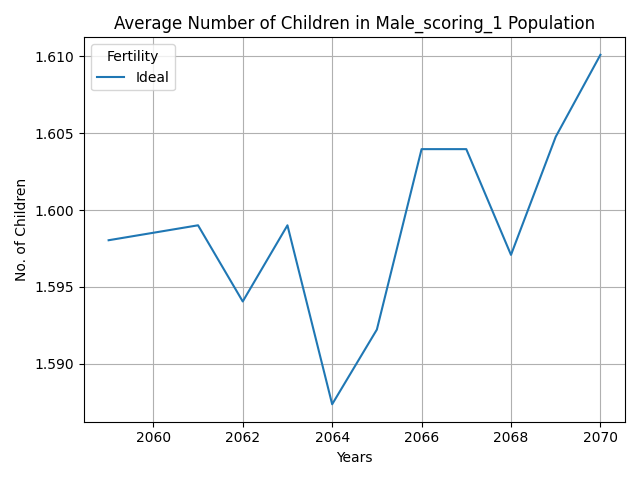 Average Number of Children in Male_scoring_1 Population
Fertility
Ideal
1.610
1.605
1.600
1.595
1.590
No. of Children
2060 2062 2064 2066 2068 2070
Years